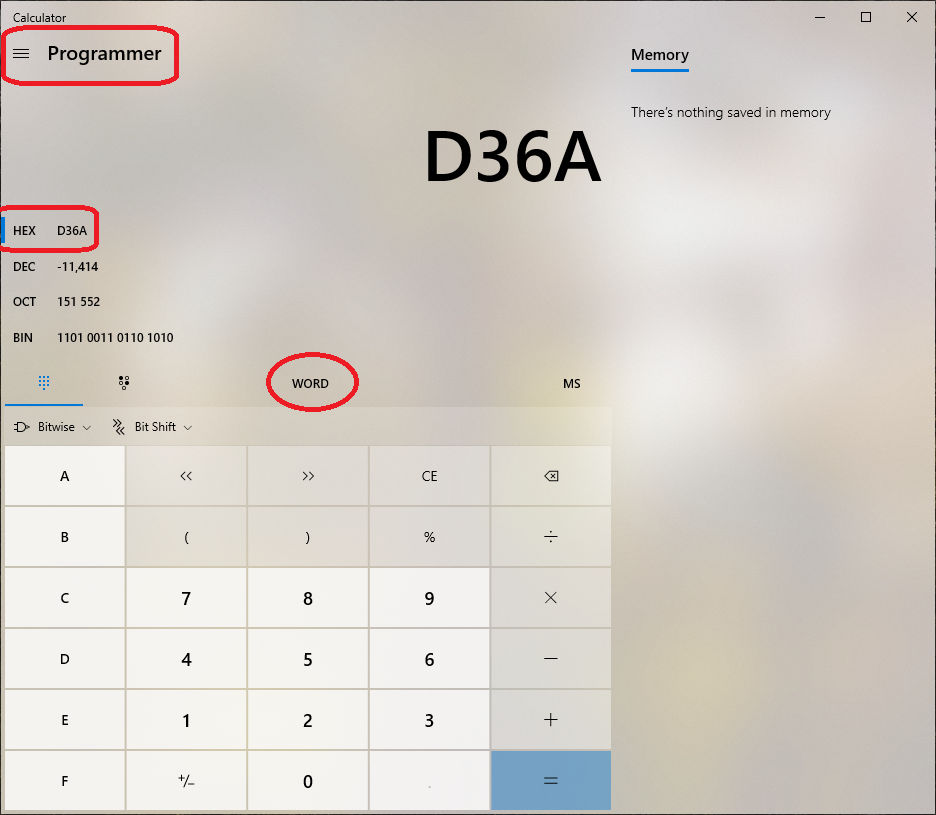 Calculator
Programmer
Memory
There's nothing saved in memory
D36A
HEX D36A
DEC -11,414
OCT 151 552
BIN 1101 0011 0110 1010
WORD MS
Bitwise Bit Shift
A << >> CE
B ( ) % ÷
C 7 8 9 ×
D 4 5 6 −
E 1 2 3 +
F +/− 0 . =